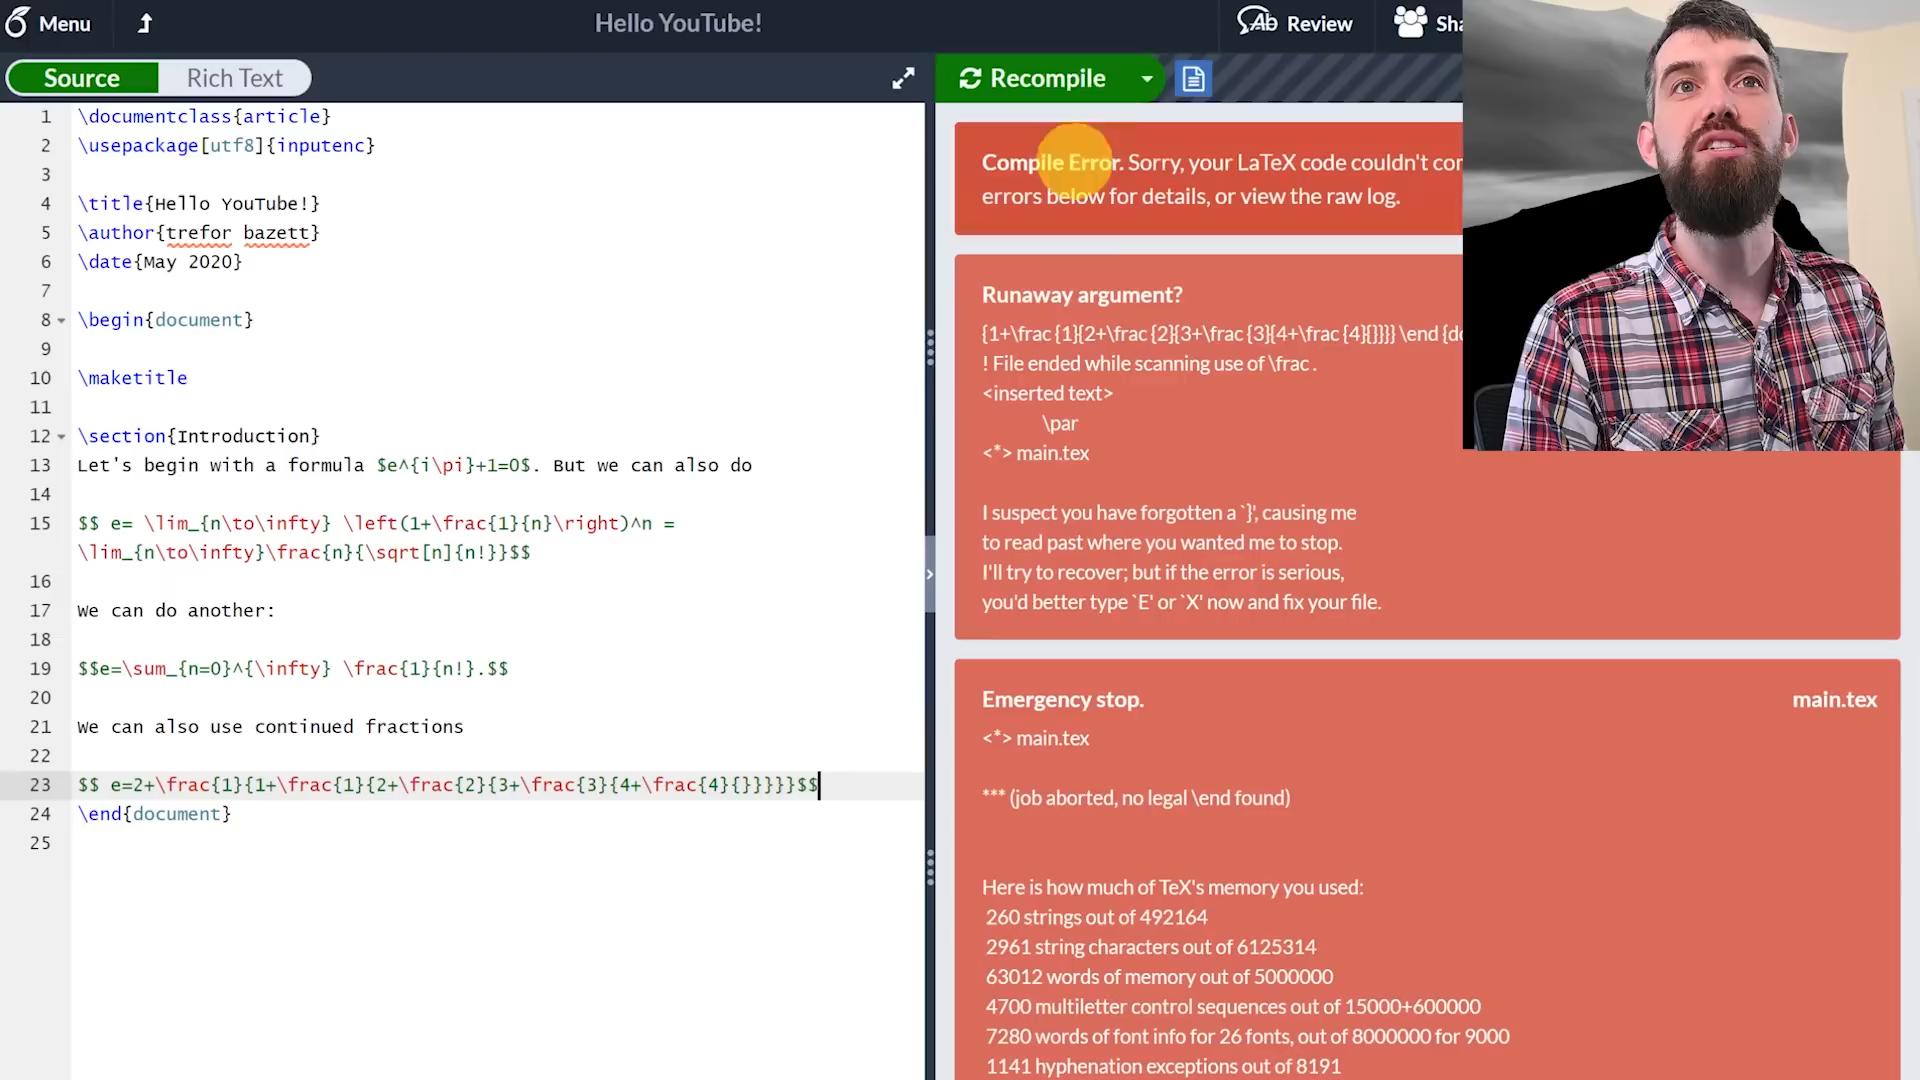 Menu
Hello YouTube!
Ab Review
Sha
Source
Rich Text
Recompile
1 \documentclass{article}
2 \usepackage[utf8]{inputenc}
3
4 \title{Hello YouTube!}
5 \author{trefor bazett}
6 \date{May 2020}
7
8 \begin{document}
9
10 \maketitle
11
12 \section{Introduction}
13 Let's begin with a formula $e^{i\pi}+1=0$. But we can also do
14
15 $$ e= \lim_{n\to\infty} \left(1+\frac{1}{n}\right)^n =
\lim_{n\to\infty}\frac{n}{\sqrt[n]{n!}}$$
16
17 We can do another:
18
19 $$e=\sum_{n=0}^{\infty} \frac{1}{n!}.$$
20
21 We can also use continued fractions
22
23 $$ e=2+\frac{1}{1+\frac{1}{2+\frac{2}{3+\frac{3}{4+\frac{4}{}}}}}$$
24 \end{document}
25
Compile Error. Sorry, your LaTeX code couldn't con
errors below for details, or view the raw log.
Runaway argument?
{1+\frac {1}{2+\frac {2}{3+\frac {3}{4+\frac {4}{}}}} \end {do
! File ended while scanning use of \frac .
<inserted text>
\par
<*> main.tex
I suspect you have forgotten a `}', causing me
to read past where you wanted me to stop.
I'll try to recover; but if the error is serious,
you'd better type `E' or `X' now and fix your file.
Emergency stop.
main.tex
<*> main.tex
*** (job aborted, no legal \end found)
Here is how much of TeX's memory you used:
260 strings out of 492164
2961 string characters out of 6125314
63012 words of memory out of 5000000
4700 multiletter control sequences out of 15000+600000
7280 words of font info for 26 fonts, out of 8000000 for 9000
1141 hyphenation exceptions out of 8191